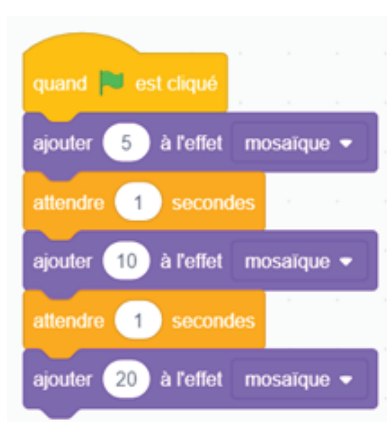 quand est cliqué
ajouter 5 à l'effet mosaïque
attendre 1 secondes
ajouter 10 à l'effet mosaïque
attendre 1 secondes
ajouter 20 à l'effet mosaïque